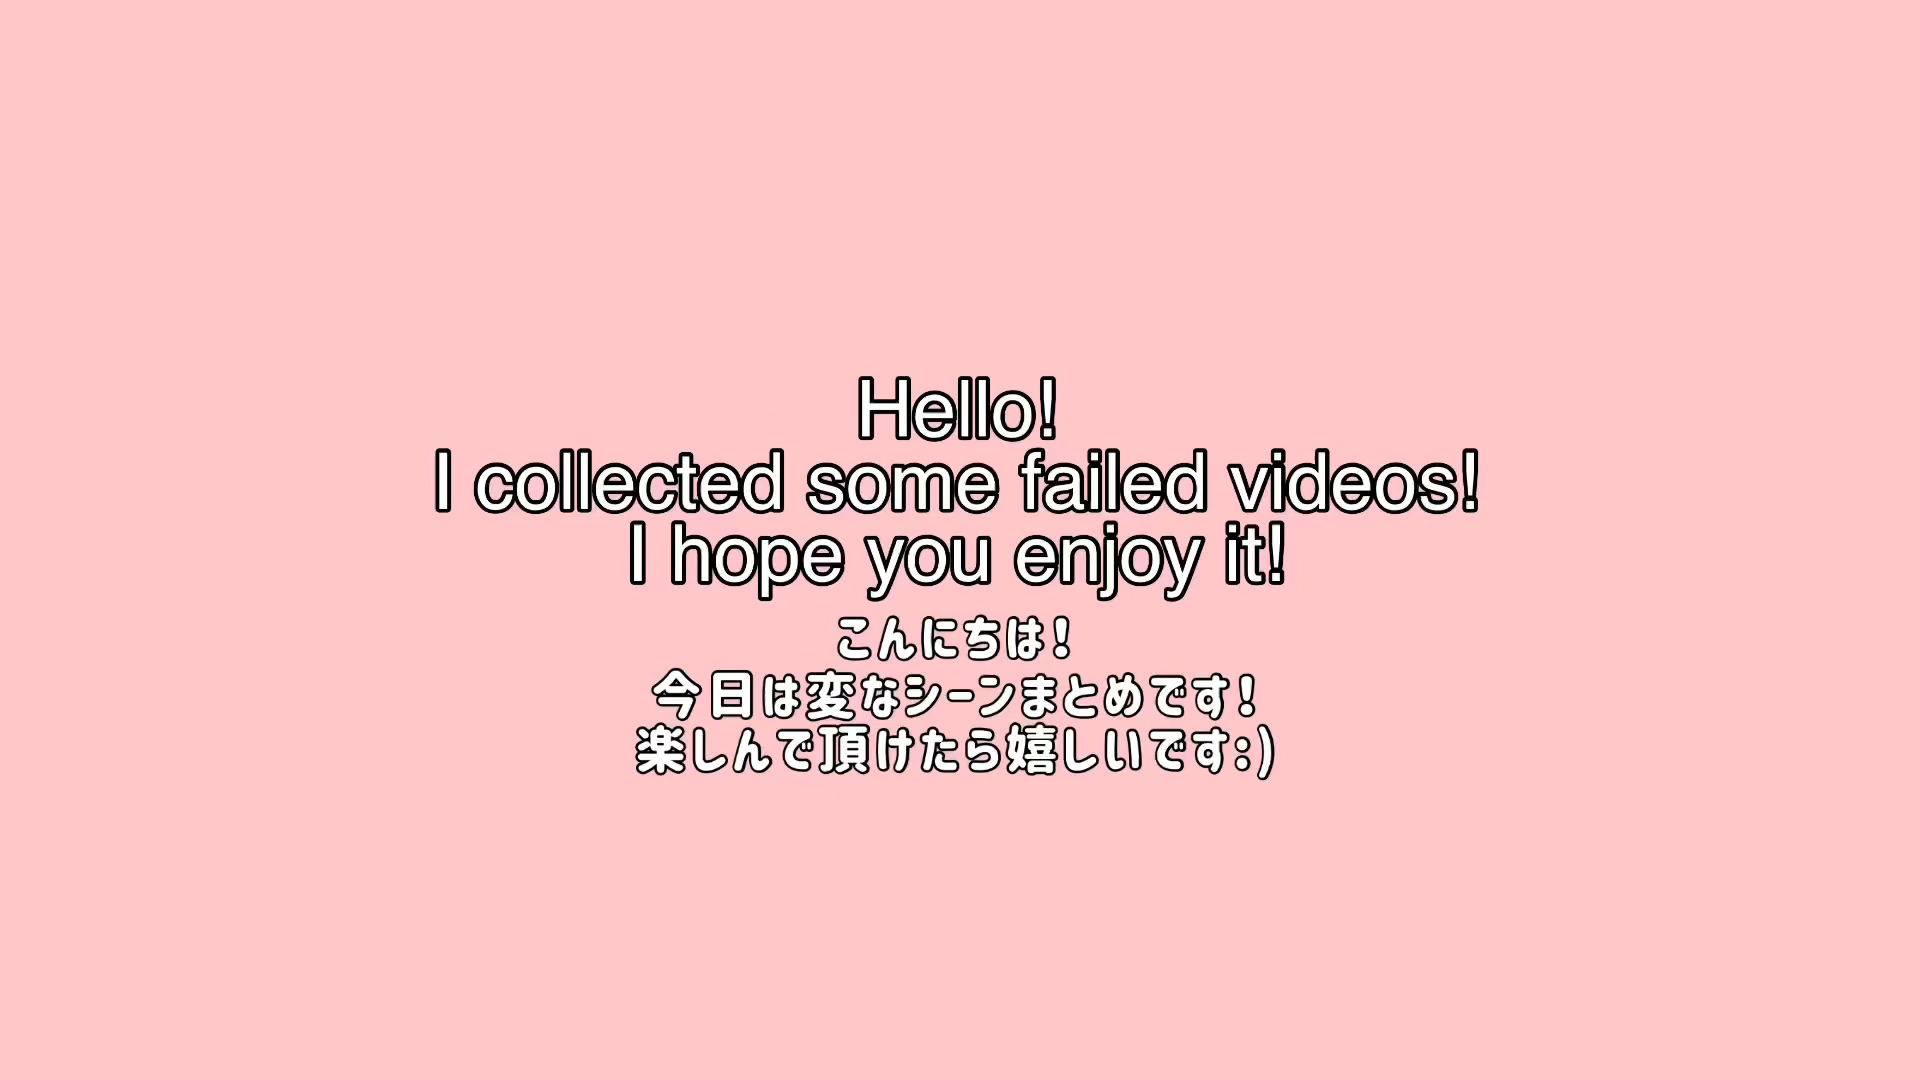 Hello!
I collected some failed videos!
I hope you enjoy it!
こんにちは!
今日は変なシーンまとめです!
楽しんで頂けたら嬉しいです:)